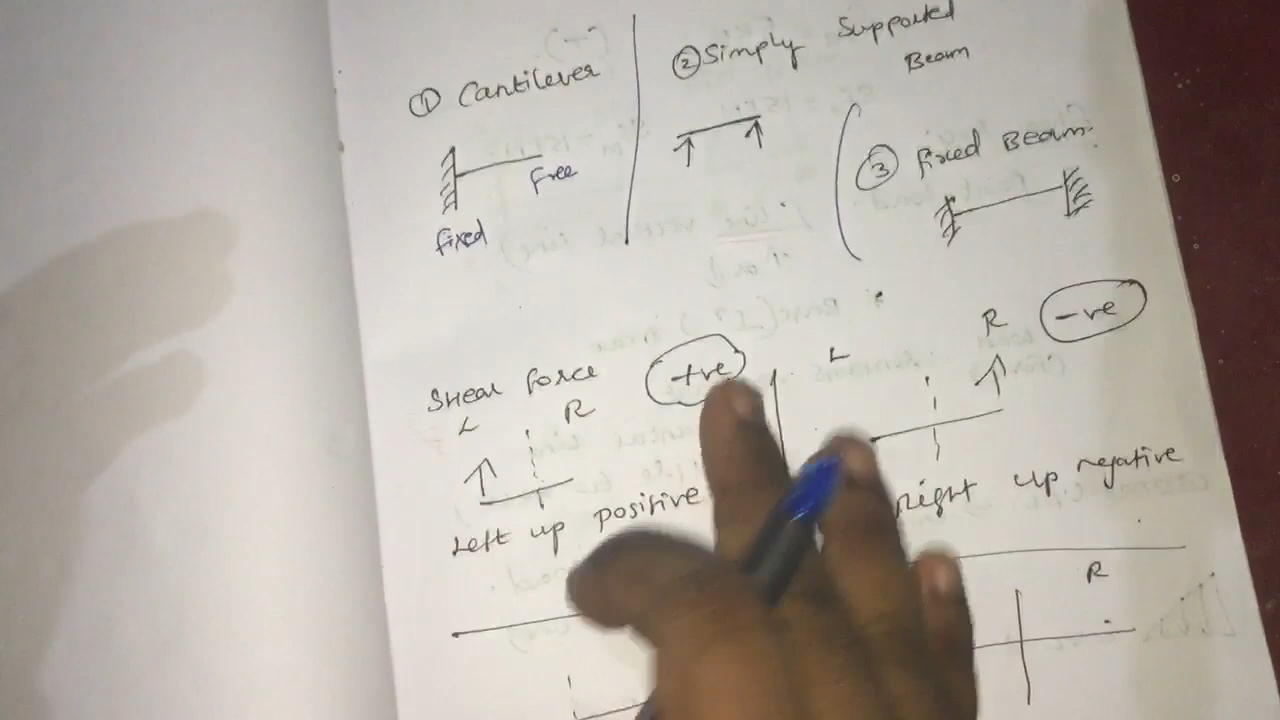 ① Cantilever
Free
Fixed
② Simply Supported
Beam
③ Fixed Beam.
Shear force
+ve
L R
Left up positive
L R
-ve
right up negative
R